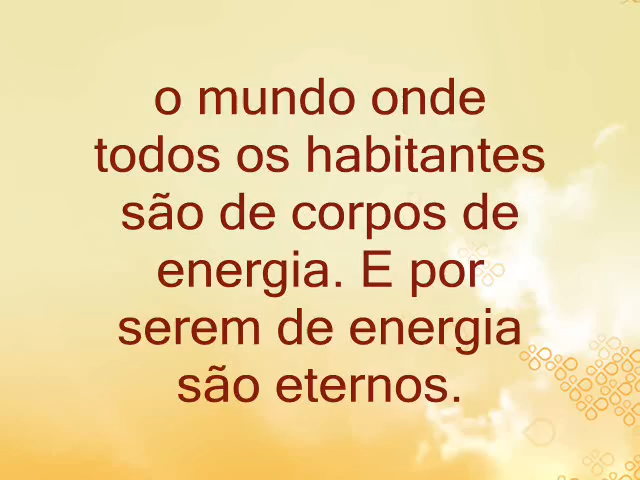 o mundo onde
todos os habitantes
são de corpos de
energia. E por
serem de energia
são eternos.